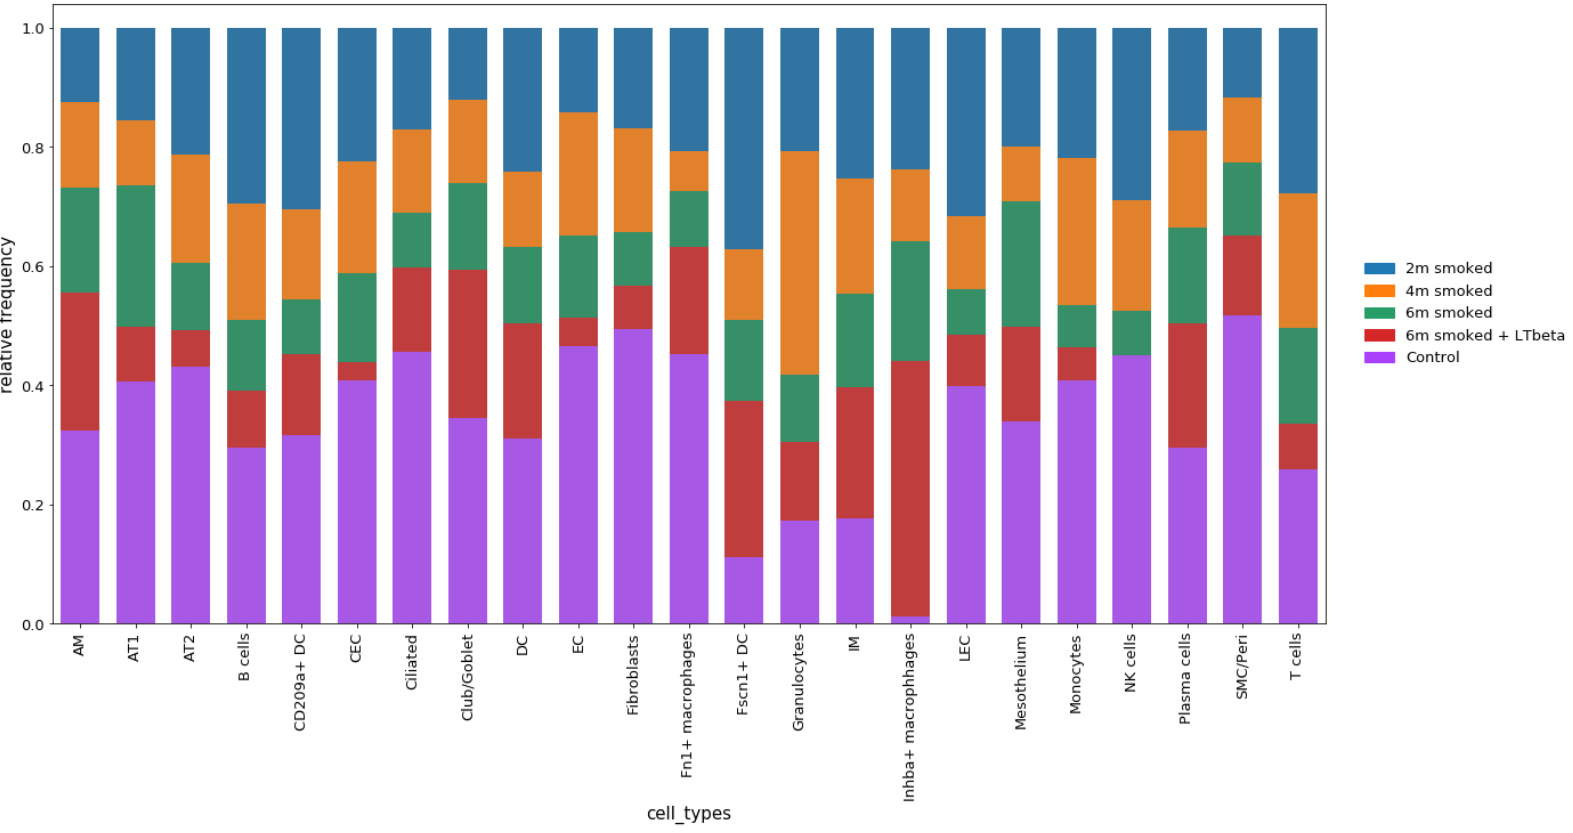 1.0
0.8
0.6
0.4
0.2
0.0
relative frequency
AM
AT1
AT2
B cells
CD209a+ DC
CEC
Ciliated
Club/Goblet
DC
EC
Fibroblasts
Fn1+ macrophages
Fscn1+ DC
Granulocytes
IM
Inhba+ macrophhages
LEC
Mesothelium
Monocytes
NK cells
Plasma cells
SMC/Peri
T cells
cell_types
2m smoked
4m smoked
6m smoked
6m smoked + LTbeta
Control